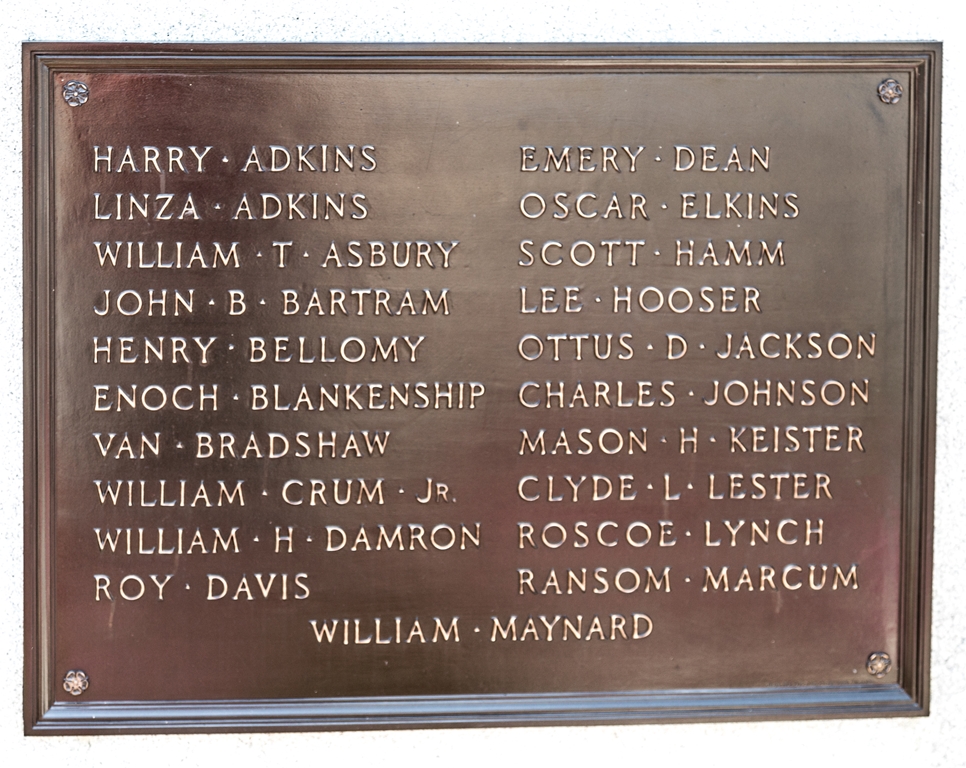 HARRY · ADKINS
LINZA · ADKINS
WILLIAM · T · ASBURY
JOHN · B · BARTRAM
HENRY · BELLOMY
ENOCH · BLANKENSHIP
VAN · BRADSHAW
WILLIAM · CRUM · JR.
WILLIAM · H · DAMRON
ROY · DAVIS
EMERY · DEAN
OSCAR · ELKINS
SCOTT · HAMM
LEE · HOOSER
OTTUS · D · JACKSON
CHARLES · JOHNSON
MASON · H · KEISTER
CLYDE · L · LESTER
ROSCOE · LYNCH
RANSOM · MARCUM
WILLIAM · MAYNARD